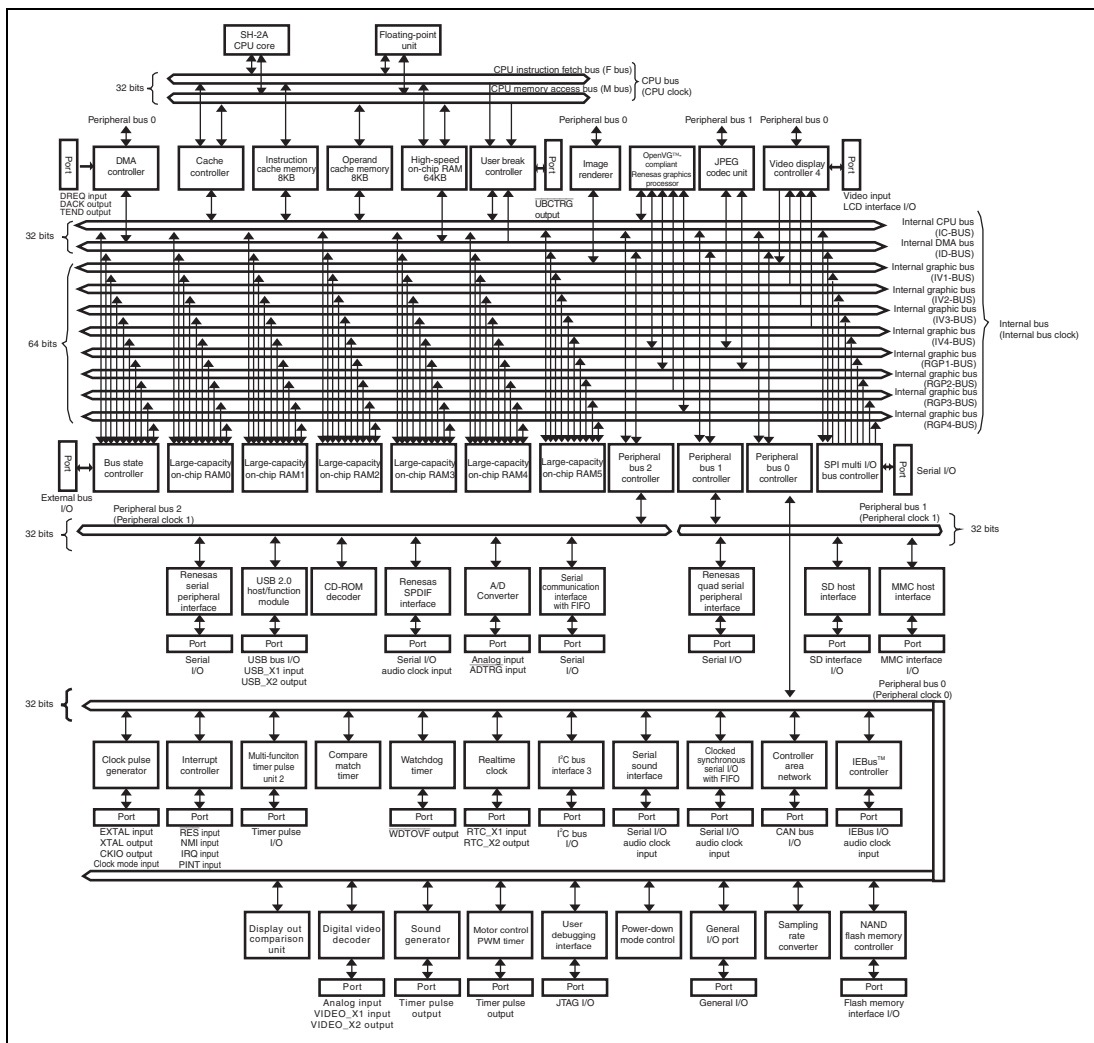 SH-2A
CPU core
Floating-point
unit
CPU instruction fetch bus (F bus)
32 bits
CPU memory access bus (M bus)
CPU bus
(CPU clock)
Peripheral bus 0
Peripheral bus 0
Peripheral bus 1
Peripheral bus 0
Port
DMA
controller
Cache
controller
Instruction
cache memory
8KB
Operand
cache memory
8KB
High-speed
on-chip RAM
64KB
User break
controller
Port
Image
renderer
OpenVG™-
compliant
Renesas graphics
processor
JPEG
codec unit
Video display
controller 4
Port
DREQ input
DACK output
TEND output
UBCTRG
output
Video input
LCD interface I/O
32 bits
Internal CPU bus
(IC-BUS)
Internal DMA bus
(ID-BUS)
Internal graphic bus
(IV1-BUS)
Internal graphic bus
(IV2-BUS)
Internal graphic bus
(IV3-BUS)
Internal bus
(Internal bus clock)
64 bits
Internal graphic bus
(IV4-BUS)
Internal graphic bus
(RGP1-BUS)
Internal graphic bus
(RGP2-BUS)
Internal graphic bus
(RGP3-BUS)
Internal graphic bus
(RGP4-BUS)
Port
Bus state
controller
Large-capacity
on-chip RAM0
Large-capacity
on-chip RAM1
Large-capacity
on-chip RAM2
Large-capacity
on-chip RAM3
Large-capacity
on-chip RAM4
Large-capacity
on-chip RAM5
Peripheral
bus 2
controller
Peripheral
bus 1
controller
Peripheral
bus 0
controller
SPI multi I/O
bus controller
Port
Serial I/O
External bus
I/O
Peripheral bus 2
(Peripheral clock 1)
Peripheral bus 1
(Peripheral clock 1)
32 bits
32 bits
Renesas
serial
peripheral
interface
USB 2.0
host/function
module
CD-ROM
decoder
Renesas
SPDIF
interface
A/D
Converter
Serial
communication
interface
with FIFO
Renesas
quad serial
peripheral
interface
SD host
interface
MMC host
interface
Port
Port
Port
Port
Port
Port
Port
Port
Serial
I/O
USB bus I/O
USB_X1 input
USB_X2 output
Serial I/O
audio clock input
Analog input
ADTRG input
Serial
I/O
Serial I/O
SD interface
I/O
MMC interface
I/O
Peripheral bus 0
(Peripheral clock 0)
32 bits
Clock pulse
generator
Interrupt
controller
Multi-funciton
timer pulse
unit 2
Compare
match
timer
Watchdog
timer
Realtime
clock
I²C bus
interface 3
Serial
sound
interface
Clocked
synchronous
serial I/O
with FIFO
Controller
area
network
IEBus™
controller
Port
Port
Port
Port
Port
Port
Port
Port
Port
Port
EXTAL input
XTAL output
CKIO output
Clock mode input
RES input
NMI input
IRQ input
PINT input
Timer pulse
I/O
WDTOVF output
RTC_X1 input
RTC_X2 output
I²C bus
I/O
Serial I/O
audio clock
input
Serial I/O
audio clock
input
CAN bus
I/O
IEBus I/O
audio clock
input
Display out
comparison
unit
Digital video
decoder
Sound
generator
Motor control
PWM timer
User
debugging
interface
Power-down
mode control
General
I/O port
Sampling
rate
converter
NAND
flash memory
controller
Port
Port
Port
Port
Port
Port
Analog input
VIDEO_X1 input
VIDEO_X2 output
Timer pulse
output
Timer pulse
output
JTAG I/O
General I/O
Flash memory
interface I/O